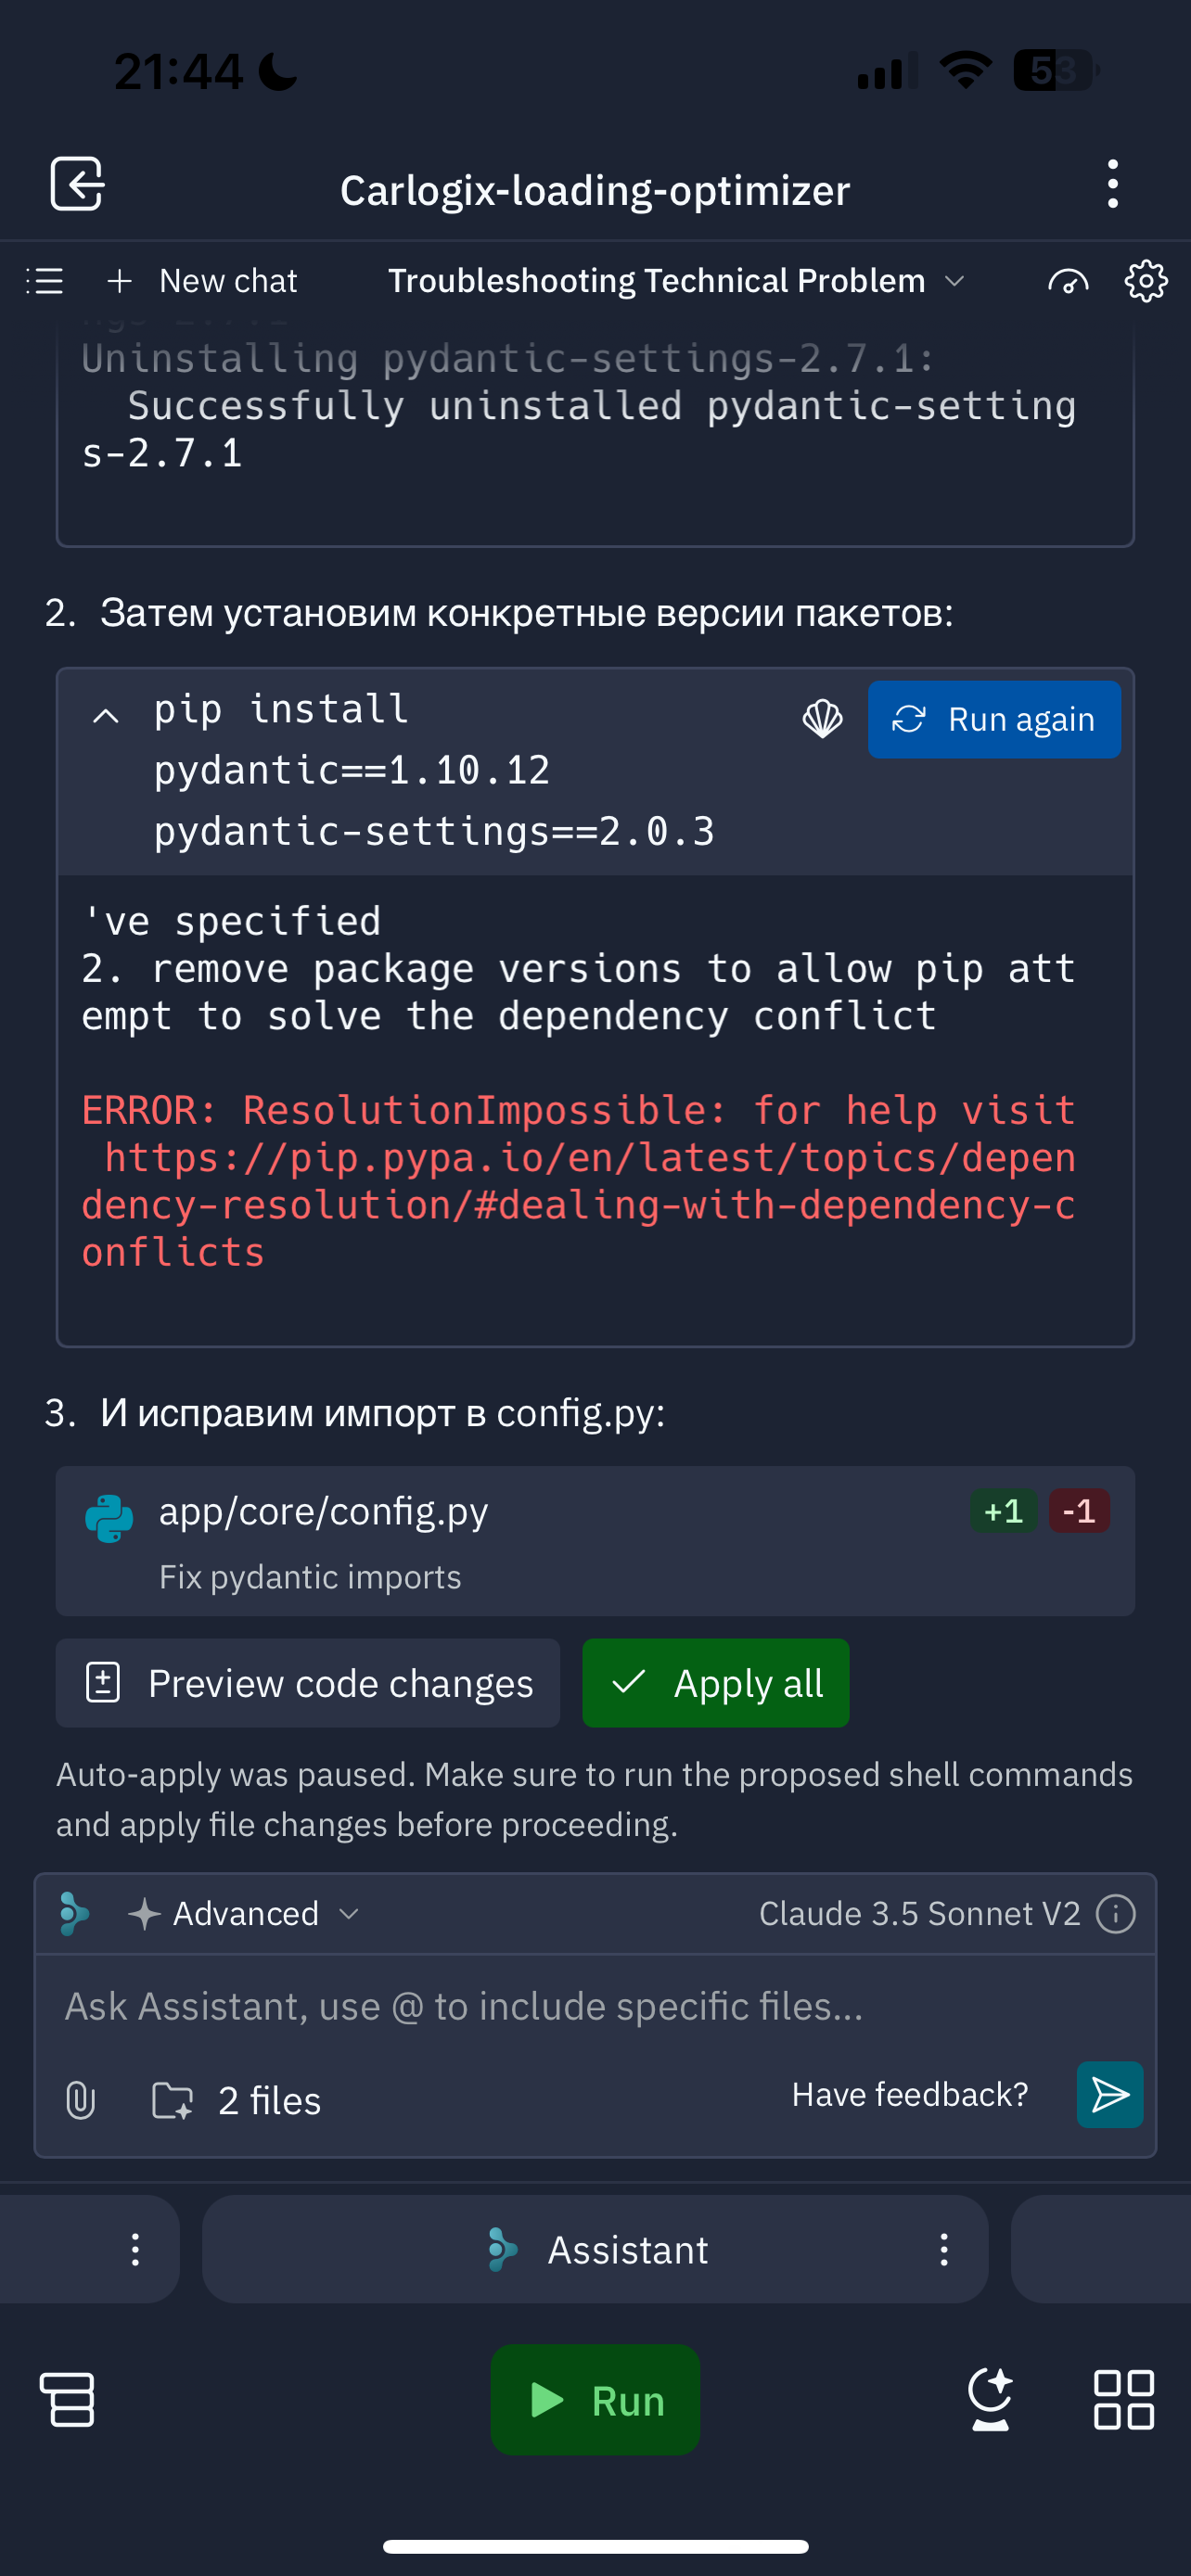 21:44
53
Carlogix-loading-optimizer
New chat
Troubleshooting Technical Problem
Uninstalling pydantic-settings-2.7.1:
Successfully uninstalled pydantic-setting
s-2.7.1
2. Затем установим конкретные версии пакетов:
pip install
pydantic==1.10.12
pydantic-settings==2.0.3
Run again
've specified
2. remove package versions to allow pip att
empt to solve the dependency conflict
ERROR: ResolutionImpossible: for help visit
https://pip.pypa.io/en/latest/topics/depen
dency-resolution/#dealing-with-dependency-c
onflicts
3. И исправим импорт в config.py:
app/core/config.py
+1 -1
Fix pydantic imports
Preview code changes
Apply all
Auto-apply was paused. Make sure to run the proposed shell commands
and apply file changes before proceeding.
Advanced
Claude 3.5 Sonnet V2
Ask Assistant, use @ to include specific files...
2 files
Have feedback?
Assistant
Run